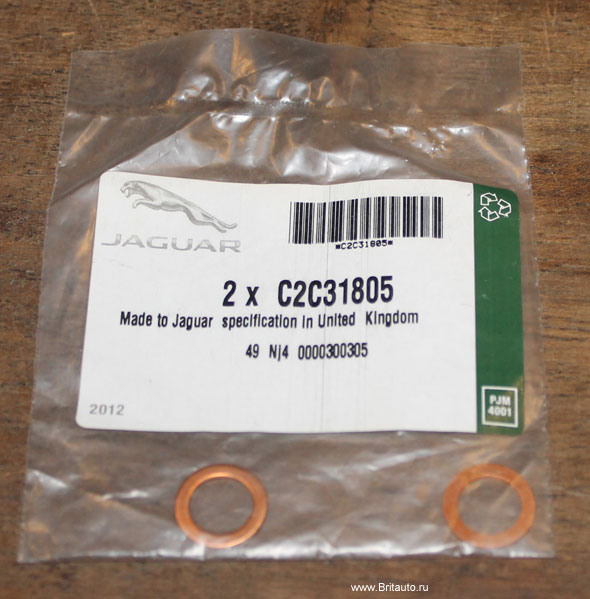 JAGUAR
*C2C31805*
2 x C2C31805
Made to Jaguar specification in United Kingdom
49 Nj4 0000300305
2012
PJM
4001
www.Britauto.ru